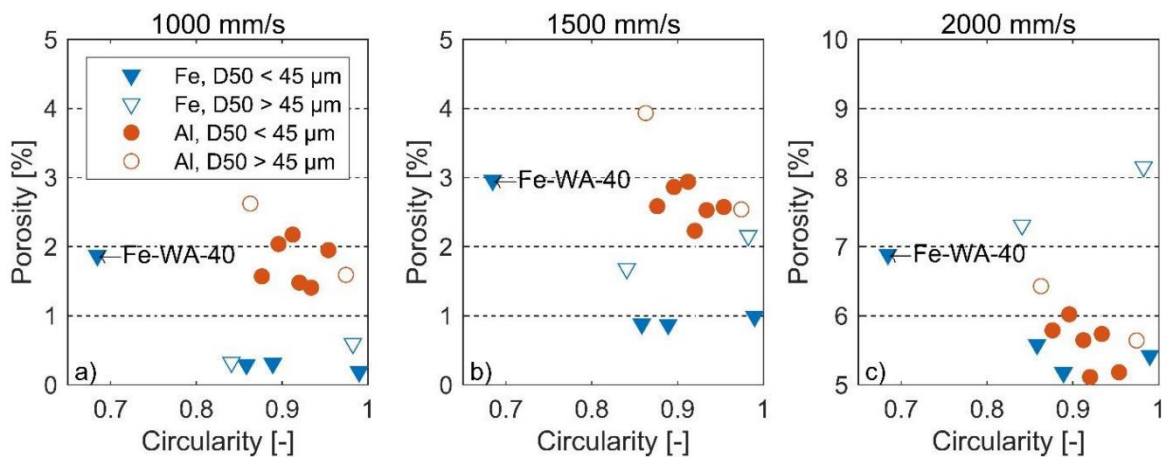 1000 mm/s
5
4
3
2
1
0
Porosity [%]
Fe, D50 < 45 µm
Fe, D50 > 45 µm
Al, D50 < 45 µm
Al, D50 > 45 µm
Fe-WA-40
a)
0.7 0.8 0.9 1
Circularity [-]
1500 mm/s
5
4
3
2
1
0
Porosity [%]
Fe-WA-40
b)
0.7 0.8 0.9 1
Circularity [-]
2000 mm/s
10
9
8
7
6
5
Porosity [%]
Fe-WA-40
c)
0.7 0.8 0.9 1
Circularity [-]